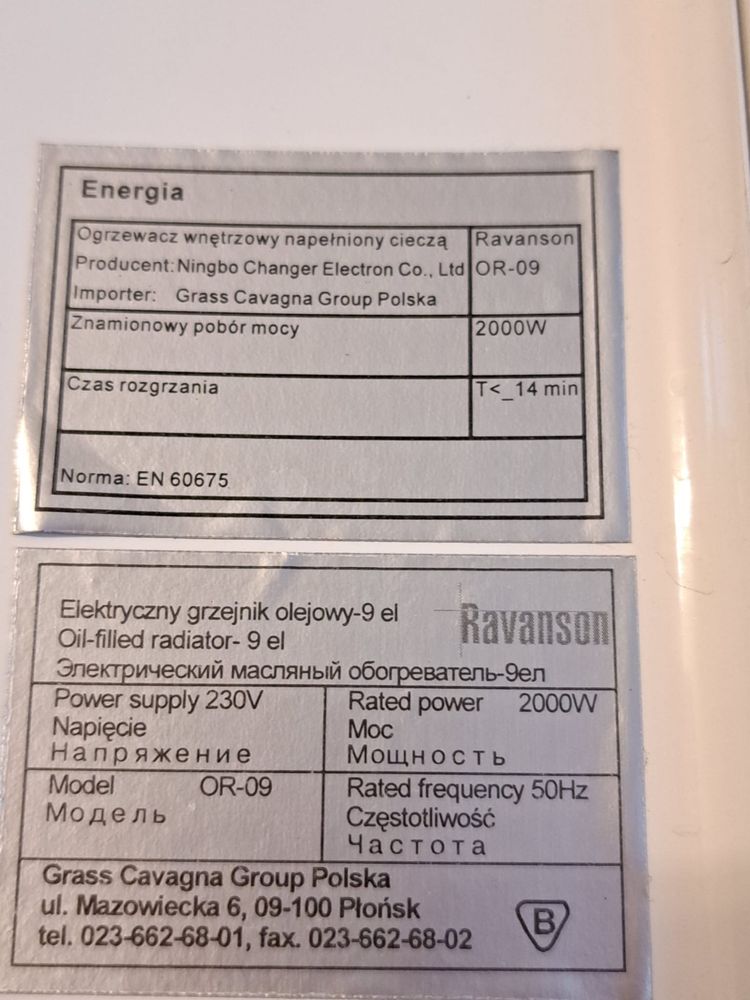 Energia
Ogrzewacz wnętrzowy napełniony cieczą Ravanson
Producent: Ningbo Changer Electron Co., Ltd OR-09
Importer: Grass Cavagna Group Polska
Znamionowy pobór mocy 2000W
Czas rozgrzania T<_14 min
Norma: EN 60675
Elektryczny grzejnik olejowy-9 el Ravanson
Oil-filled radiator- 9 el
Электрический масляный обогреватель-9ел
Power supply 230V Rated power 2000W
Napięcie Moc
Напряжение Мощность
Model OR-09 Rated frequency 50Hz
Модель Częstotliwość
Частота
Grass Cavagna Group Polska
ul. Mazowiecka 6, 09-100 Płońsk
tel. 023-662-68-01, fax. 023-662-68-02
B